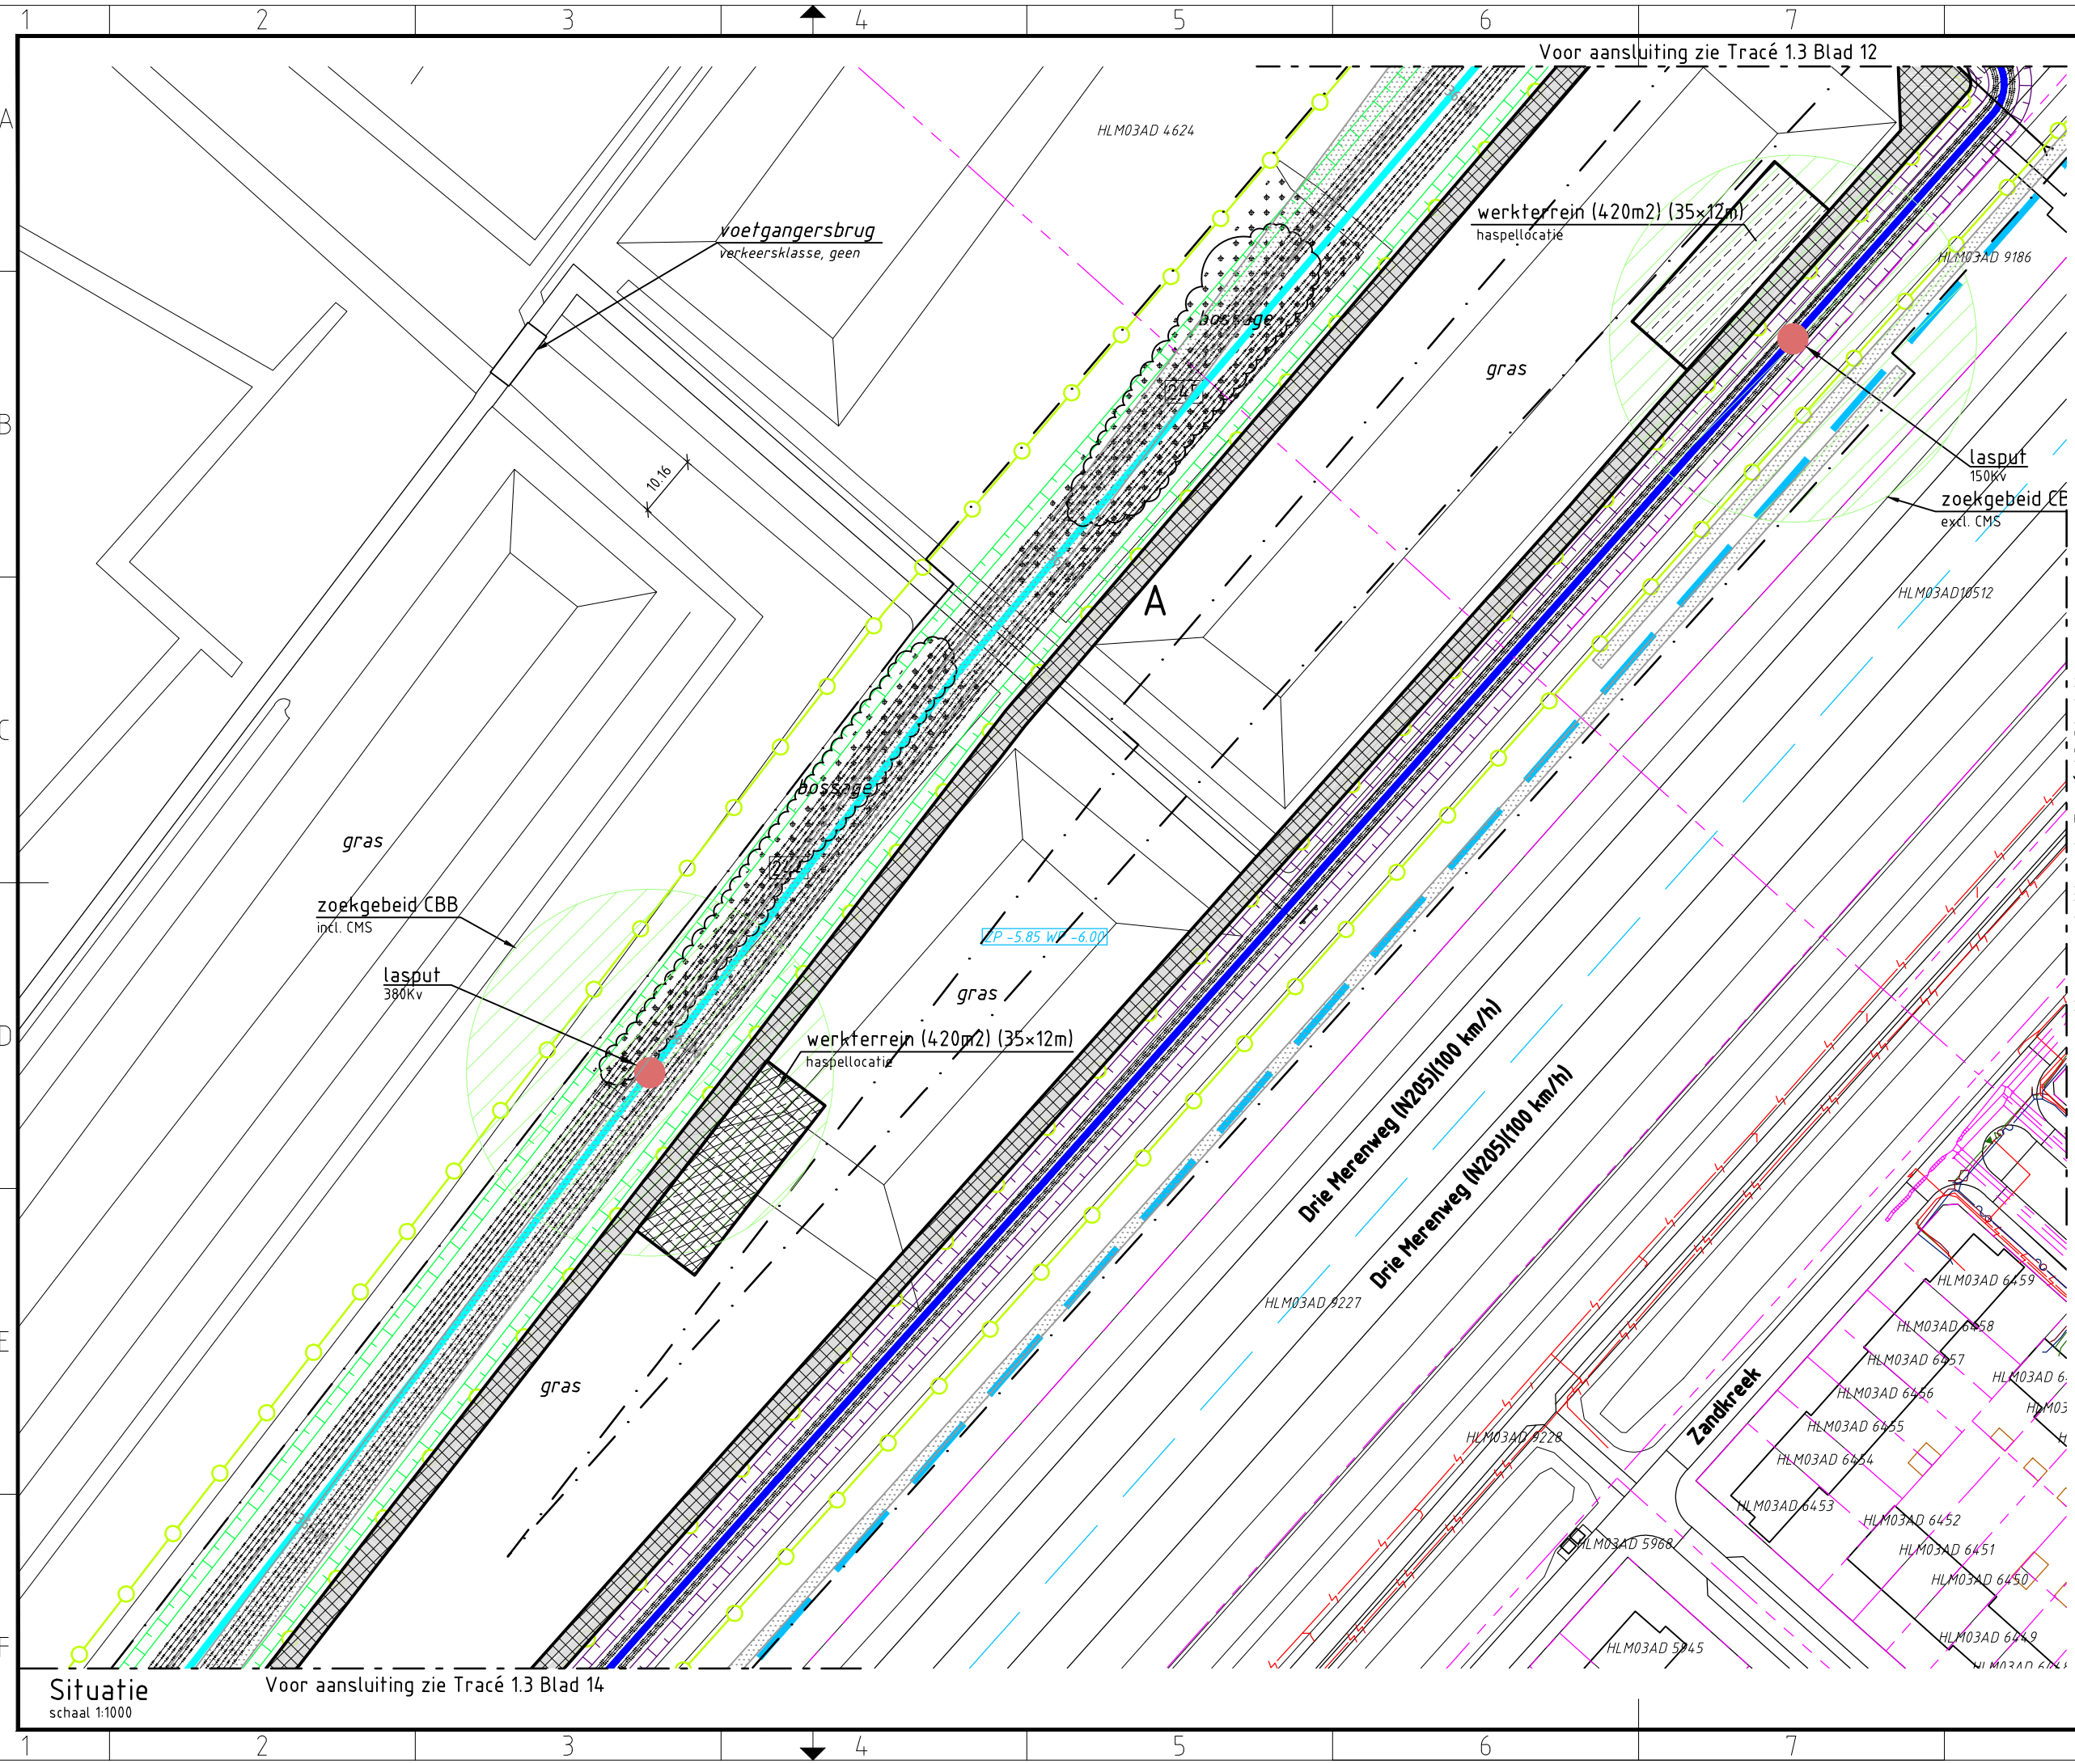 1 2 3 4 5 6 7
Voor aansluiting zie Tracé 1.3 Blad 12
A
HLM03AD 4624
werkterrein (420m2) (35x12m)
haspellocatie
voetgangersbrug
verkeersklasse, geen
HLM03AD 9186
bossage
gras
B
lasput
150Kv
10.16
zoekgebeid CE
excl. CMS
HLM03AD10512
A
C
bossage
gras
zoekgebeid CBB
incl. CMS
ZP -5.85 WP -6.00
lasput
380Kv
gras
D
werkterrein (420m2) (35x12m)
haspellocatie
Drie Merenweg (N205)(100 km/h)
Drie Merenweg (N205)(100 km/h)
HLM03AD 6459
HLM03AD 9227
HLM03AD 6458
E
HLM03AD 6457
gras
HLM03AD 6456
Zandkreek
HLM03AD 6455
HLM03AD 9228
HLM03AD 6454
HLM03AD 6453
HLM03AD 6452
HLM03AD 5968
HLM03AD 6451
HLM03AD 6450
HLM03AD 6449
F
HLM03AD 5945
Situatie
schaal 1:1000
Voor aansluiting zie Tracé 1.3 Blad 14
1 2 3 4 5 6 7